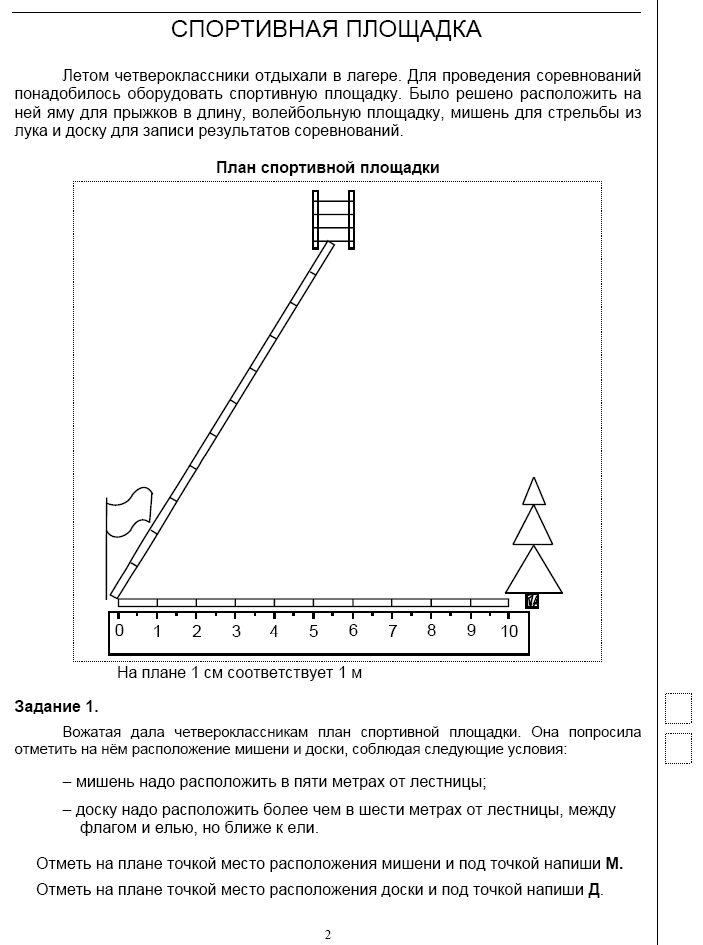 СПОРТИВНАЯ ПЛОЩАДКА
Летом четвероклассники отдыхали в лагере. Для проведения соревнований
понадобилось оборудовать спортивную площадку. Было решено расположить на
ней яму для прыжков в длину, волейбольную площадку, мишень для стрельбы из
лука и доску для записи результатов соревнований.
План спортивной площадки
0 1 2 3 4 5 6 7 8 9 10
На плане 1 см соответствует 1 м
Задание 1.
Вожатая дала четвероклассникам план спортивной площадки. Она попросила
отметить на нём расположение мишени и доски, соблюдая следующие условия:
– мишень надо расположить в пяти метрах от лестницы;
– доску надо расположить более чем в шести метрах от лестницы, между
флагом и елью, но ближе к ели.
Отметь на плане точкой место расположения мишени и под точкой напиши М.
Отметь на плане точкой место расположения доски и под точкой напиши Д.
2